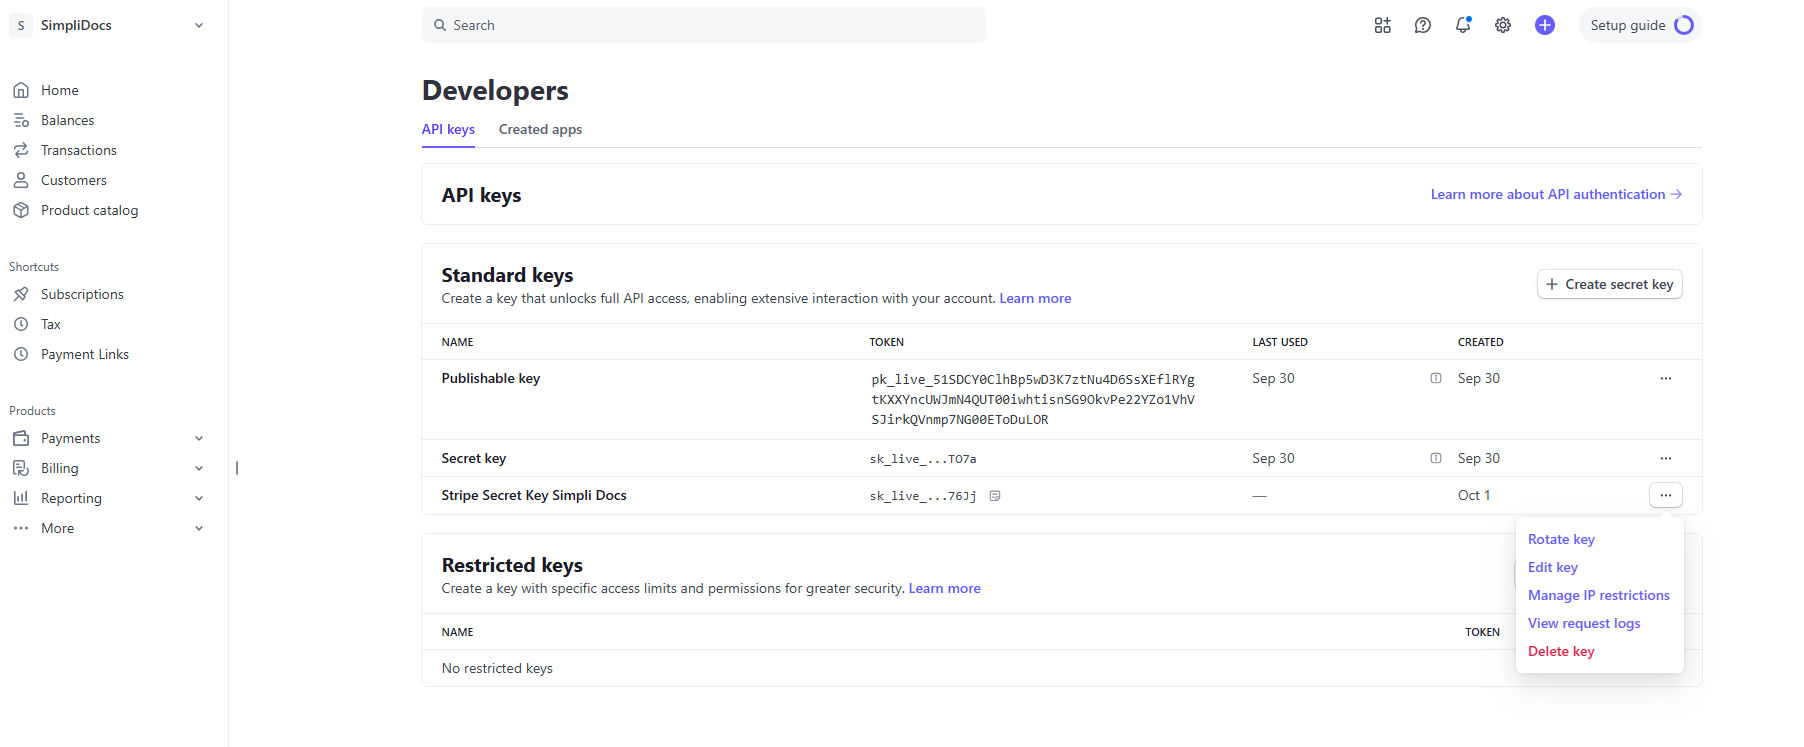 S SimpliDocs
Search
Setup guide
Home
Balances
Transactions
Customers
Product catalog
Shortcuts
Subscriptions
Tax
Payment Links
Products
Payments
Billing
Reporting
More
Developers
API keys Created apps
API keys Learn more about API authentication →
Standard keys
Create a key that unlocks full API access, enabling extensive interaction with your account. Learn more
+ Create secret key
NAME TOKEN LAST USED CREATED
Publishable key pk_live_51SDCY0ClhBp5wD3K7ztNu4D6SsXEflRYg Sep 30 Sep 30 ...
tKXXYncUWJmN4QUT00iwhtisnSG9OkvPe22YZo1VhV
SJirkQVnmp7NG00EToDuLOR
Secret key sk_live_...TO7a Sep 30 Sep 30 ...
Stripe Secret Key Simpli Docs sk_live_...76Jj — Oct 1 ...
Rotate key
Edit key
Manage IP restrictions
View request logs
Delete key
Restricted keys
Create a key with specific access limits and permissions for greater security. Learn more
NAME TOKEN
No restricted keys